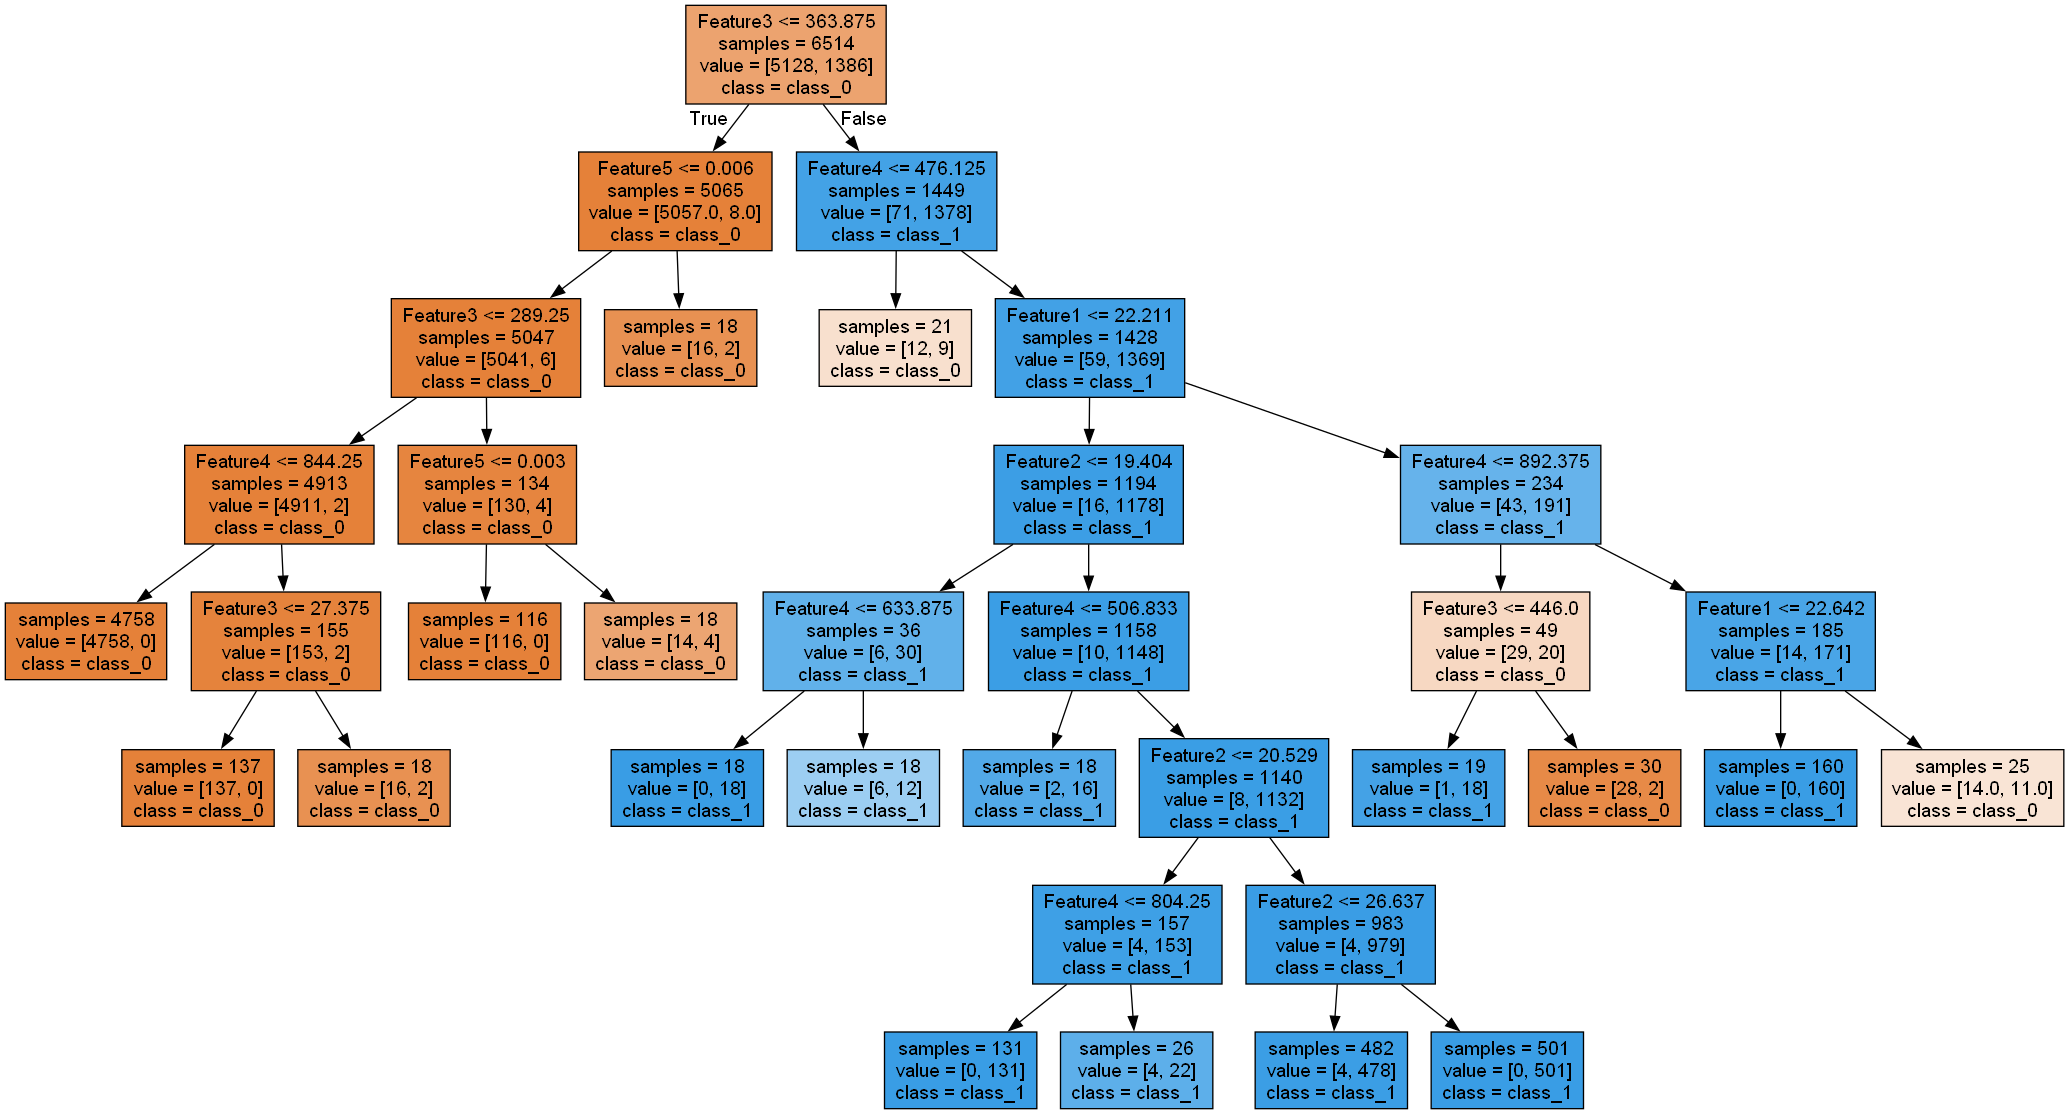 Feature3 <= 363.875
samples = 6514
value = [5128, 1386]
class = class_0
True
False
Feature5 <= 0.006
samples = 5065
value = [5057.0, 8.0]
class = class_0
Feature4 <= 476.125
samples = 1449
value = [71, 1378]
class = class_1
Feature3 <= 289.25
samples = 5047
value = [5041, 6]
class = class_0
samples = 18
value = [16, 2]
class = class_0
samples = 21
value = [12, 9]
class = class_0
Feature1 <= 22.211
samples = 1428
value = [59, 1369]
class = class_1
Feature4 <= 844.25
samples = 4913
value = [4911, 2]
class = class_0
Feature5 <= 0.003
samples = 134
value = [130, 4]
class = class_0
Feature2 <= 19.404
samples = 1194
value = [16, 1178]
class = class_1
Feature4 <= 892.375
samples = 234
value = [43, 191]
class = class_1
samples = 4758
value = [4758, 0]
class = class_0
Feature3 <= 27.375
samples = 155
value = [153, 2]
class = class_0
samples = 116
value = [116, 0]
class = class_0
samples = 18
value = [14, 4]
class = class_0
Feature4 <= 633.875
samples = 36
value = [6, 30]
class = class_1
Feature4 <= 506.833
samples = 1158
value = [10, 1148]
class = class_1
Feature3 <= 446.0
samples = 49
value = [29, 20]
class = class_0
Feature1 <= 22.642
samples = 185
value = [14, 171]
class = class_1
samples = 137
value = [137, 0]
class = class_0
samples = 18
value = [16, 2]
class = class_0
samples = 18
value = [0, 18]
class = class_1
samples = 18
value = [6, 12]
class = class_1
samples = 18
value = [2, 16]
class = class_1
Feature2 <= 20.529
samples = 1140
value = [8, 1132]
class = class_1
samples = 19
value = [1, 18]
class = class_1
samples = 30
value = [28, 2]
class = class_0
samples = 160
value = [0, 160]
class = class_1
samples = 25
value = [14.0, 11.0]
class = class_0
Feature4 <= 804.25
samples = 157
value = [4, 153]
class = class_1
Feature2 <= 26.637
samples = 983
value = [4, 979]
class = class_1
samples = 131
value = [0, 131]
class = class_1
samples = 26
value = [4, 22]
class = class_1
samples = 482
value = [4, 478]
class = class_1
samples = 501
value = [0, 501]
class = class_1